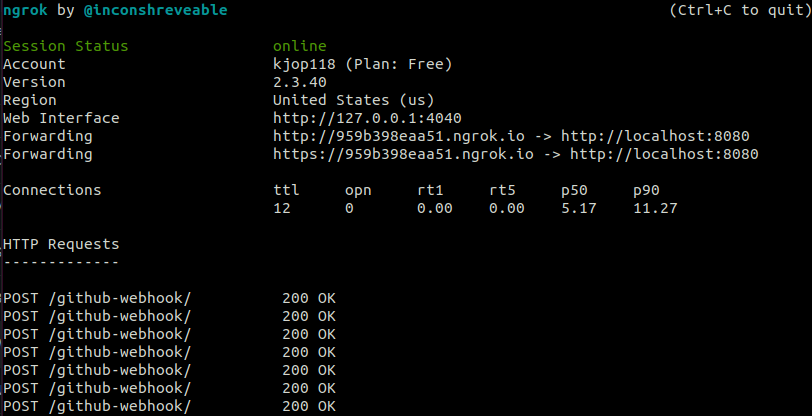 ngrok by @inconshreveable (Ctrl+C to quit)
Session Status online
Account kjop118 (Plan: Free)
Version 2.3.40
Region United States (us)
Web Interface http://127.0.0.1:4040
Forwarding http://959b398eaa51.ngrok.io -> http://localhost:8080
Forwarding https://959b398eaa51.ngrok.io -> http://localhost:8080
Connections ttl opn rt1 rt5 p50 p90
12 0 0.00 0.00 5.17 11.27
HTTP Requests
-------------
POST /github-webhook/ 200 OK
POST /github-webhook/ 200 OK
POST /github-webhook/ 200 OK
POST /github-webhook/ 200 OK
POST /github-webhook/ 200 OK
POST /github-webhook/ 200 OK
POST /github-webhook/ 200 OK